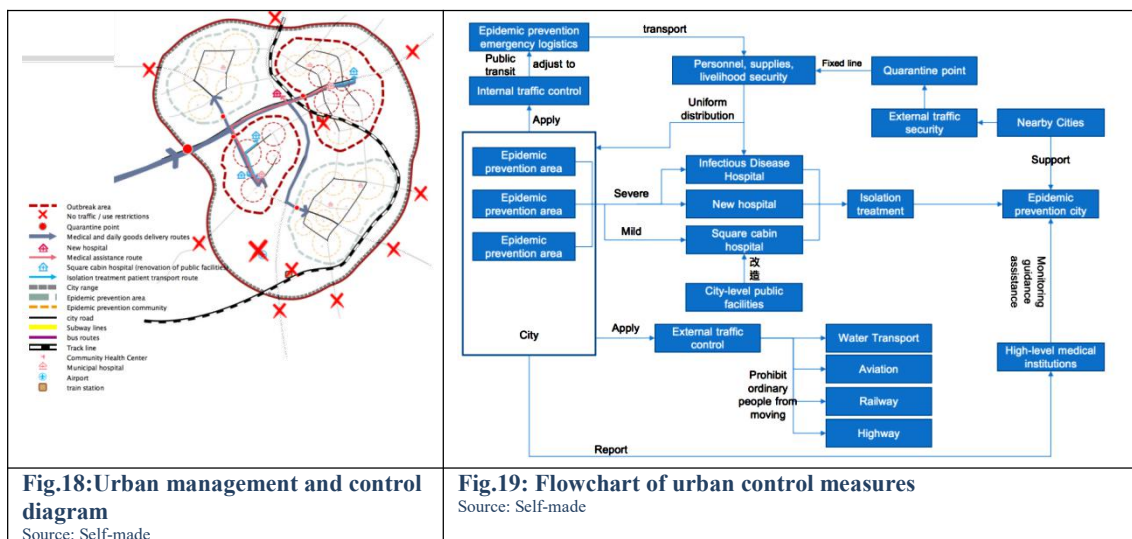 Outbreak area
No traffic / use restrictions
Quarantine point
Medical and daily goods delivery routes
New hospital
Medical assistance route
Square cabin hospital (renovation of public facilities)
Isolation treatment patient transport route
City range
Epidemic prevention area
Epidemic prevention community
city road
Subway lines
bus routes
Track line
Community Health Center
Municipal hospital
Airport
train station
Fig.18:Urban management and control
diagram
Source: Self-made
Epidemic prevention
emergency logistics
transport
Public
transit
adjust to
Internal traffic control
Apply
Personnel, supplies,
livelihood security
Fixed line
Quarantine point
External traffic
security
Nearby Cities
Uniform
distribution
Support
Epidemic
prevention area
Epidemic
prevention area
Epidemic
prevention area
City
Severe
Mild
Infectious Disease
Hospital
New hospital
Square cabin
hospital
改
造
City-level public
facilities
Isolation
treatment
Epidemic
prevention city
Monitoring
guidance
assistance
Apply
External traffic
control
Prohibit
ordinary
people from
moving
Water Transport
Aviation
Railway
Highway
High-level medical
institutions
Report
Fig.19: Flowchart of urban control measures
Source: Self-made